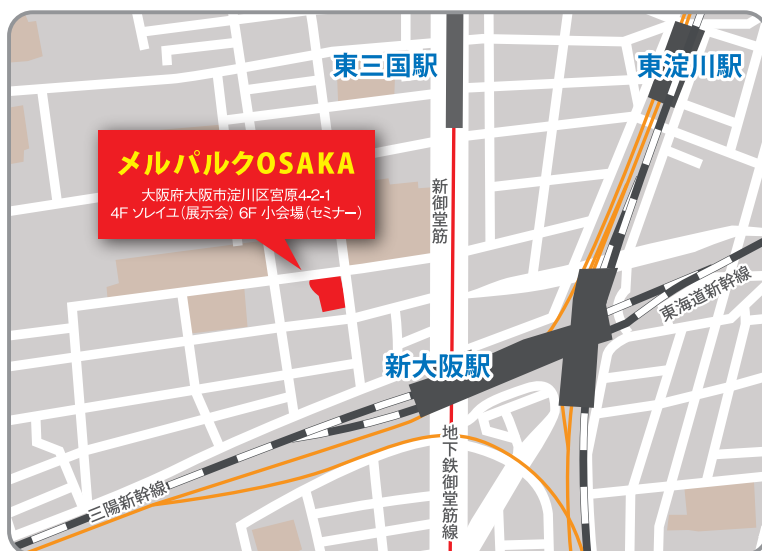 東三国駅
東淀川駅
メルパルクOSAKA
大阪府大阪市淀川区宮原4-2-1
4F ソレイユ(展示会) 6F 小会場(セミナー)
新御堂筋
東海道新幹線
新大阪駅
地下鉄御堂筋線
三陽新幹線